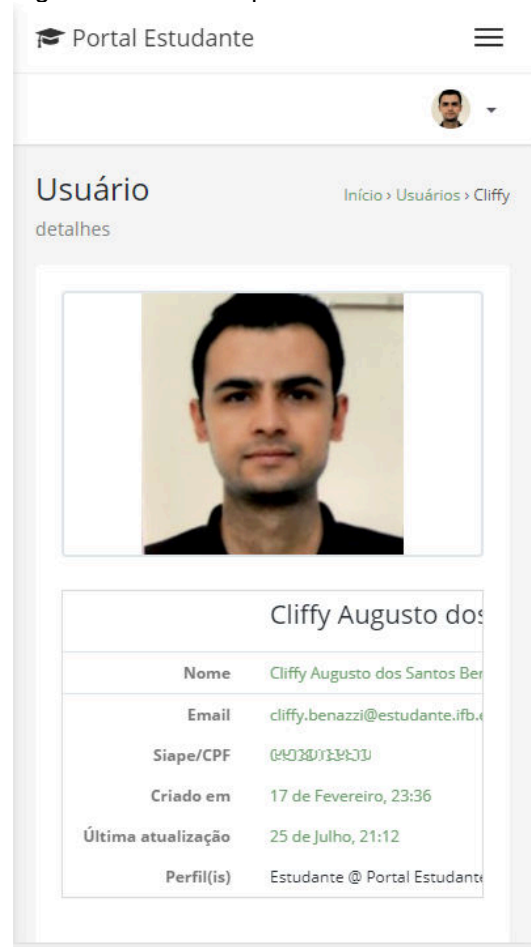 Portal Estudante
Usuário
Início › Usuários › Cliffy
detalhes
Cliffy Augusto dos
Nome Cliffy Augusto dos Santos Ben
Email cliffy.benazzi@estudante.ifb.e
Siape/CPF
Criado em 17 de Fevereiro, 23:36
Última atualização 25 de Julho, 21:12
Perfil(is) Estudante @ Portal Estudante